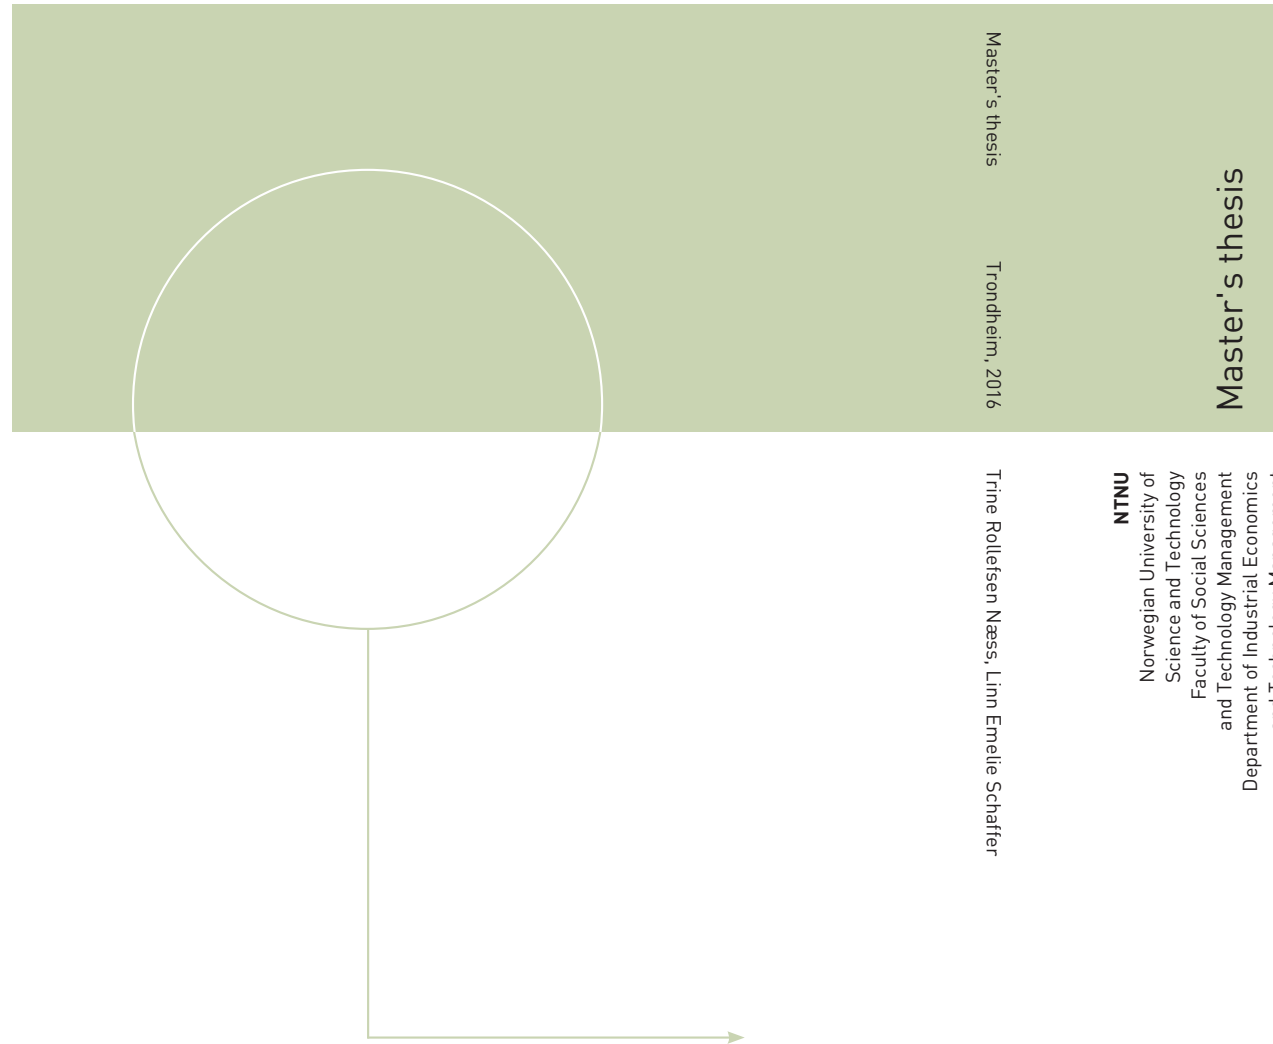 Master's thesis
Trondheim, 2016
Trine Rollefsen Næss, Linn Emelie Schaffer
Master's thesis
NTNU
Norwegian University of
Science and Technology
Faculty of Social Sciences
and Technology Management
Department of Industrial Economics